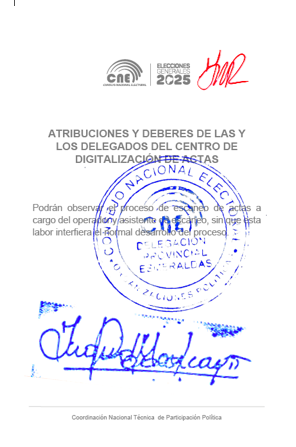 cne
CONSEJO NACIONAL ELECTORAL
ELECCIONES
GENERALES
2025
ATRIBUCIONES Y DEBERES DE LAS Y
LOS DELEGADOS DEL CENTRO DE
DIGITALIZACIÓN DE ACTAS
Podrán observar el proceso de escaneo de actas a
cargo del operador y asistente de escaneo, sin que esta
labor interfiera el normal desarrollo del proceso.
CONSEJO NACIONAL ELECTORAL
CNE
DELEGACIÓN
PROVINCIAL
ESMERALDAS
Coordinación Nacional Técnica de Participación Política